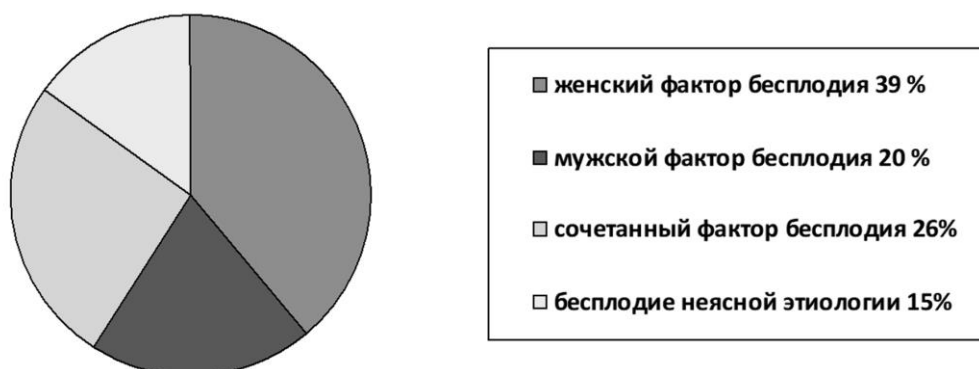 женский фактор бесплодия 39 %
мужской фактор бесплодия 20 %
сочетанный фактор бесплодия 26%
бесплодие неясной этиологии 15%